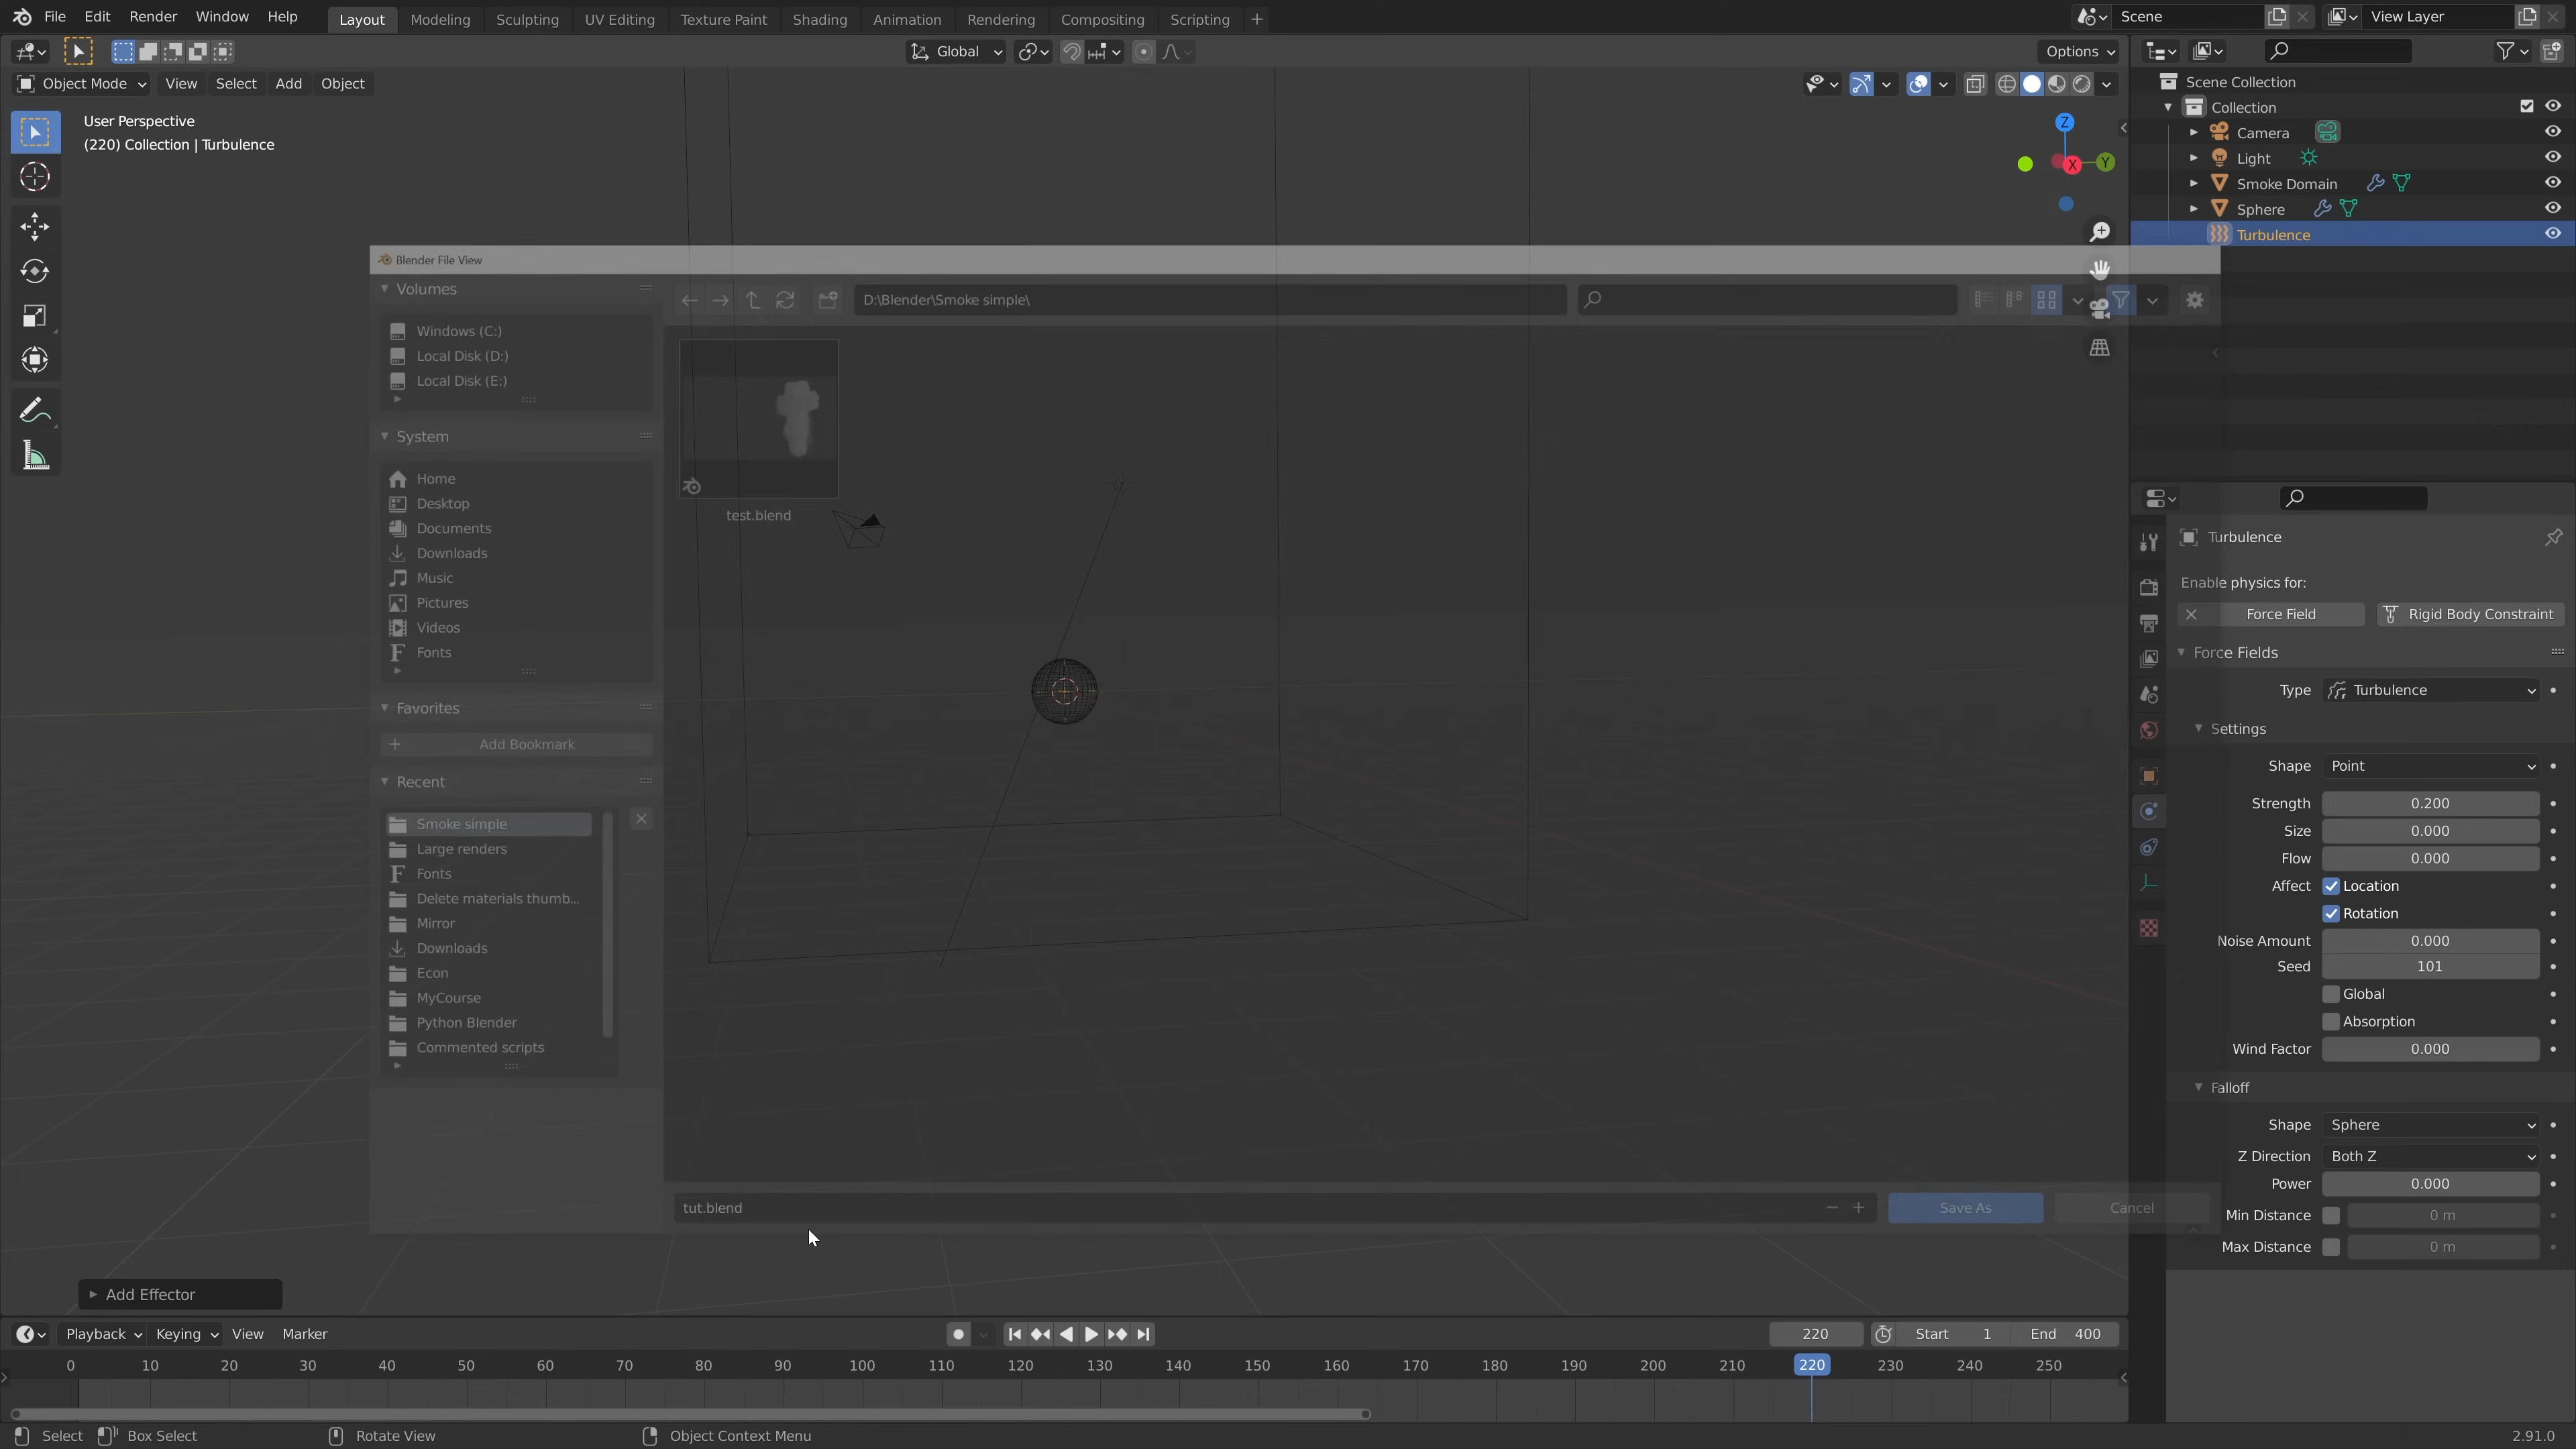 File Edit Render Window Help Layout Modeling Sculpting UV Editing Texture Paint Shading Animation Rendering Compositing Scripting + Scene View Layer
Global Options
Object Mode View Select Add Object
User Perspective
(220) Collection | Turbulence
Z
X Y
Scene Collection
Collection
Camera
Light
Smoke Domain
Sphere
Turbulence
Blender File View
Volumes
D:\Blender\Smoke simple\
Windows (C:)
Local Disk (D:)
Local Disk (E:)
System
Home
Desktop
Documents
Downloads
Music
Pictures
Videos
Fonts
test.blend
Favorites
Add Bookmark
Recent
Smoke simple
Large renders
Fonts
Delete materials thumb...
Mirror
Downloads
Econ
MyCourse
Python Blender
Commented scripts
tut.blend
Save As
Cancel
Turbulence
Enable physics for:
Force Field Rigid Body Constraint
Force Fields
Type Turbulence
Settings
Shape Point
Strength 0.200
Size 0.000
Flow 0.000
Affect Location
Rotation
Noise Amount 0.000
Seed 101
Global
Absorption
Wind Factor 0.000
Falloff
Shape Sphere
Z Direction Both Z
Power 0.000
Min Distance 0 m
Max Distance 0 m
Add Effector
Playback Keying View Marker 220 Start 1 End 400
0 10 20 30 40 50 60 70 80 90 100 110 120 130 140 150 160 170 180 190 200 210 220 230 240 250
Select Box Select Rotate View Object Context Menu 2.91.0